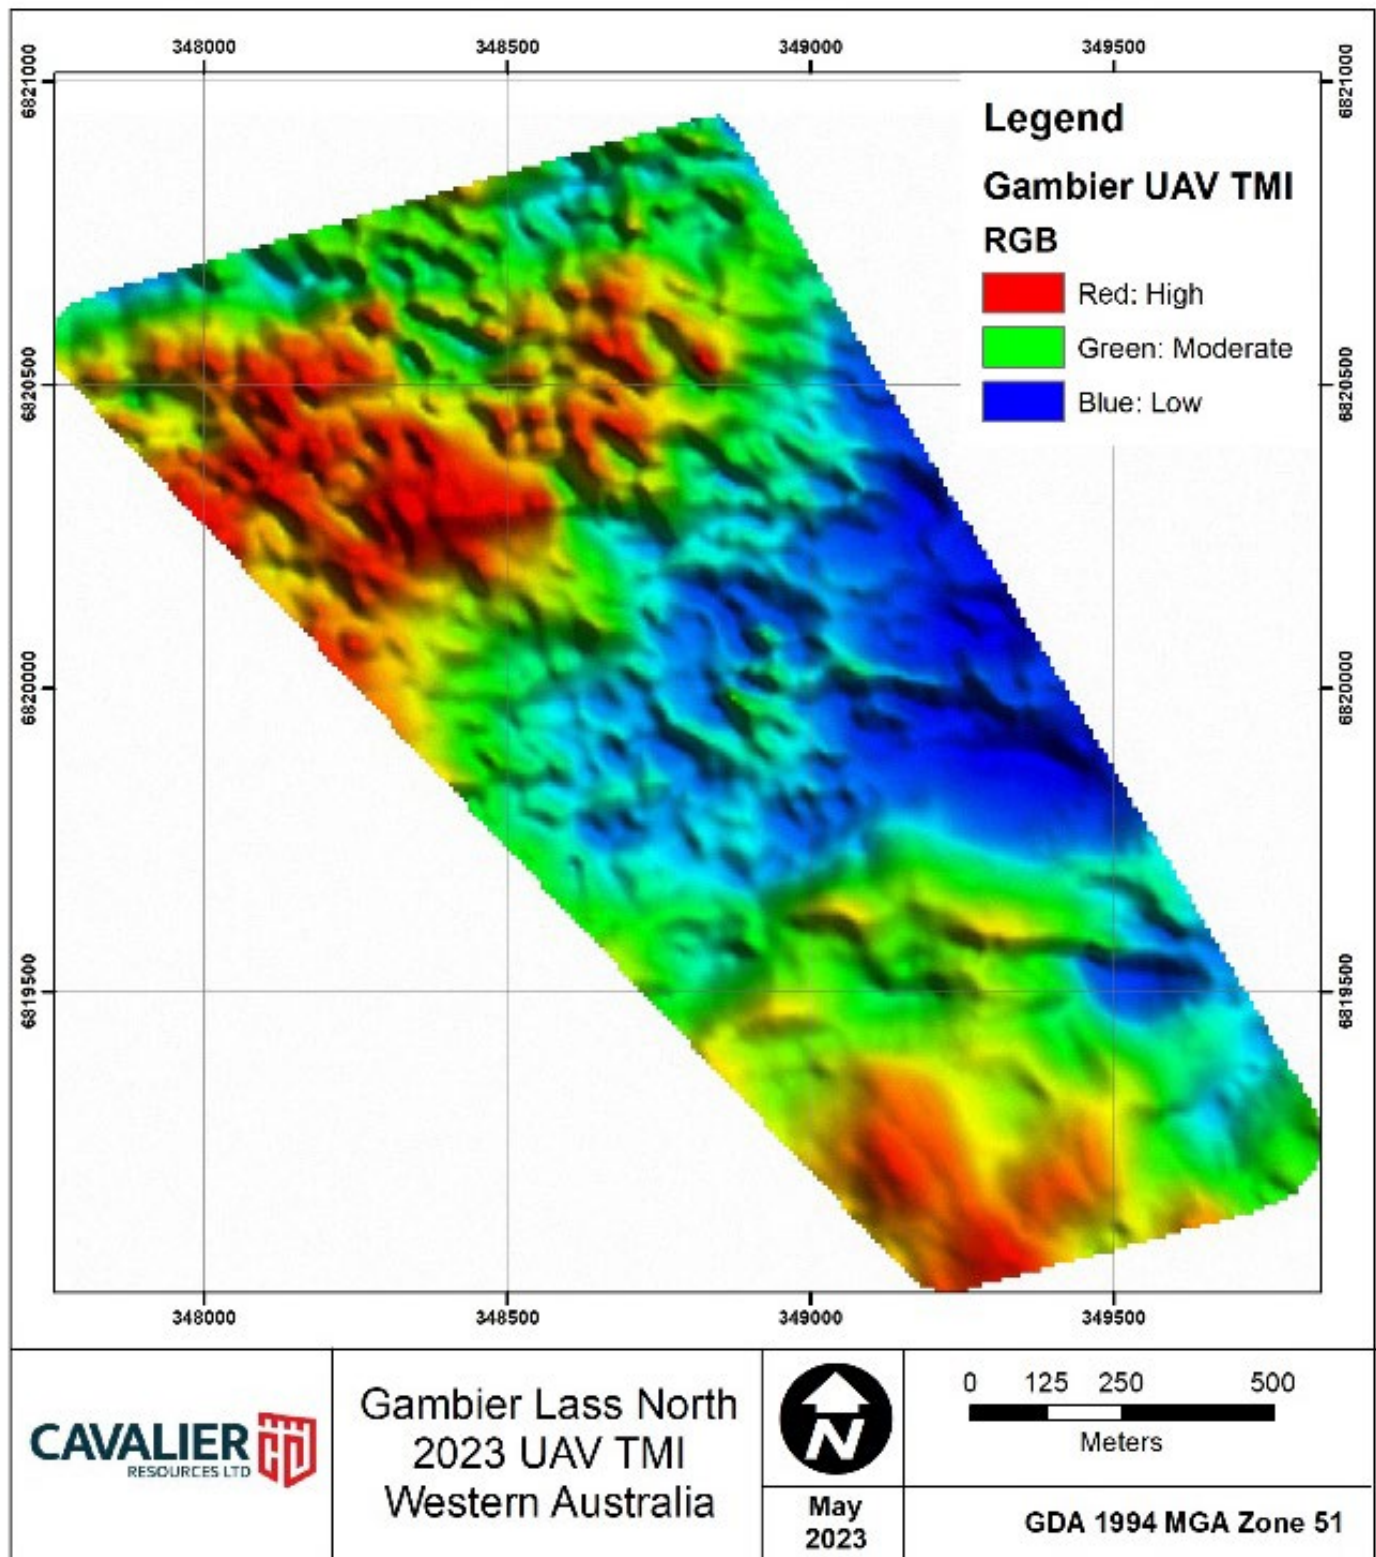 348000 348500 349000 349500
6821000 6821000
Legend
Gambier UAV TMI
RGB
Red: High
Green: Moderate
Blue: Low
6820500 6820500
6820000 6820000
6819500 6819500
348000 348500 349000 349500
CAVALIER
RESOURCES LTD
Gambier Lass North
2023 UAV TMI
Western Australia
N
May
2023
0 125 250 500
Meters
GDA 1994 MGA Zone 51